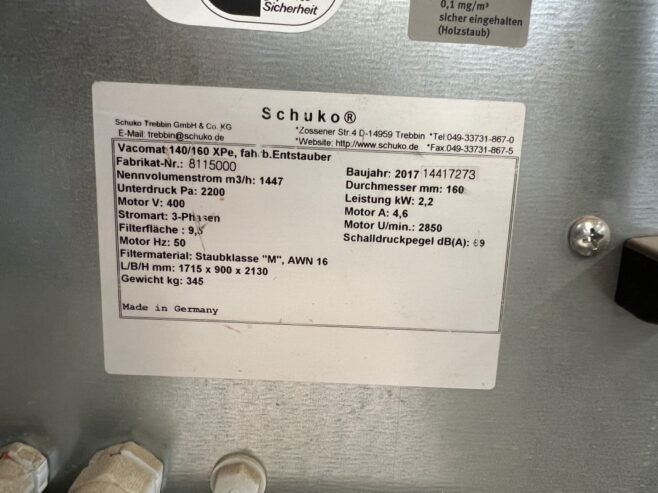 Sicherheit
0,1 mg/m³
sicher eingehalten
(Holzstaub)
Schuko®
Schuko Trebbin GmbH & Co. KG
*Zossener Str.4 D-14959 Trebbin *Tel:049-33731-867-0
E-Mail: trebbin@schuko.de
*Website: http://www.schuko.de *Fax:049-33731-867-5
Vacomat 140/160 XPe, fahrb.Entstauber
Fabrikat-Nr.: 8115000
Baujahr: 2017 14417273
Nennvolumenstrom m3/h: 1447
Durchmesser mm: 160
Unterdruck Pa: 2200
Leistung kW: 2,2
Motor V: 400
Motor A: 4,6
Stromart: 3-Phasen
Motor U/min.: 2850
Filterfläche : 9,
Schalldruckpegel dB(A): 69
Motor Hz: 50
Filtermaterial: Staubklasse "M", AWN 16
L/B/H mm: 1715 x 900 x 2130
Gewicht kg: 345
Made in Germany